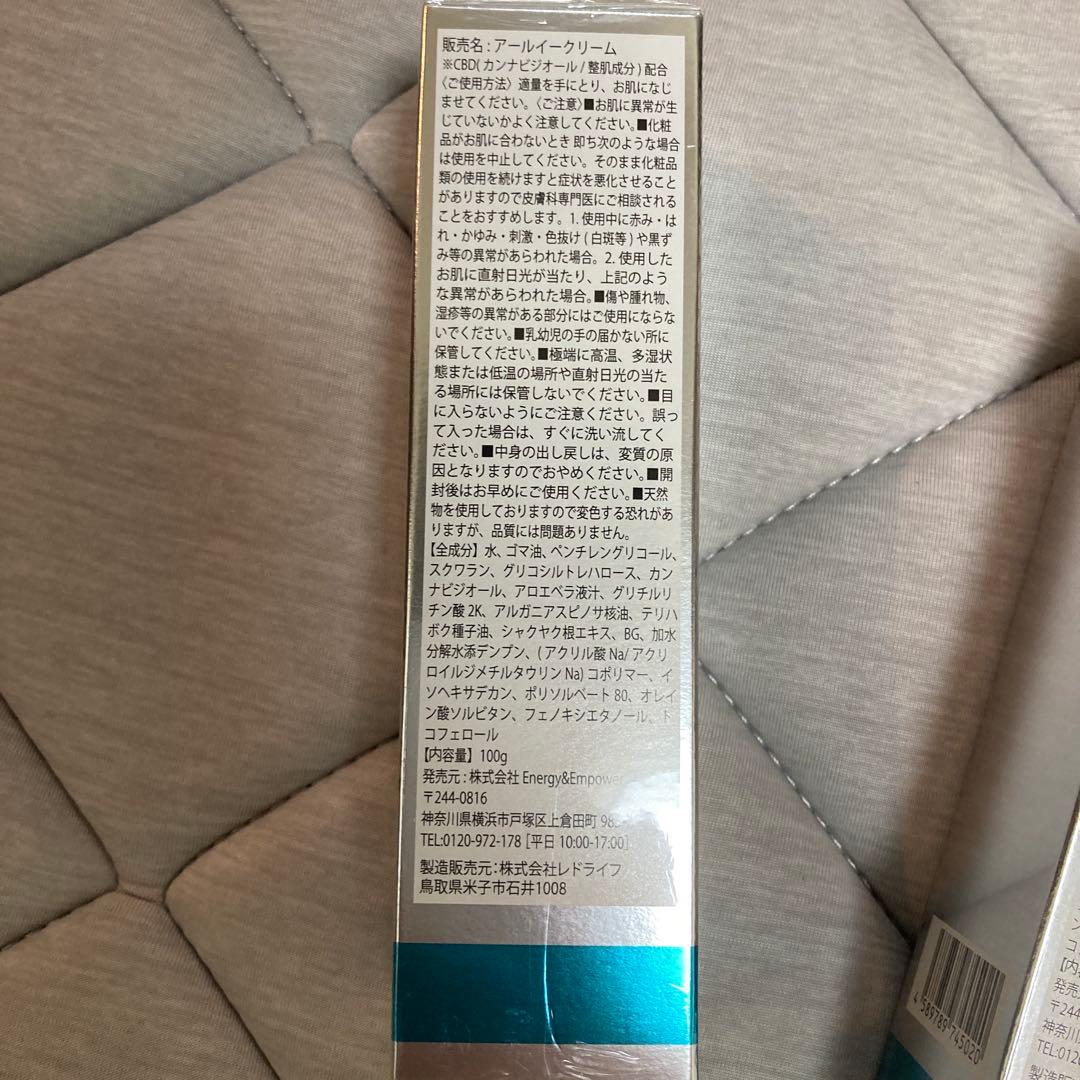 販売名：アールイークリーム
※CBD(カンナビジオール/整肌成分)配合
〈ご使用方法〉適量を手にとり、お肌になじ
ませてください。〈ご注意〉■お肌に異常が生
じていないかよく注意してください。■化粧
品がお肌に合わないとき 即ち次のような場合
は使用を中止してください。そのまま化粧品
類の使用を続けますと症状を悪化させること
がありますので皮膚科専門医にご相談される
ことをおすすめします。1. 使用中に赤み・は
れ・かゆみ・刺激・色抜け(白斑等)や黒ず
み等の異常があらわれた場合。2. 使用した
お肌に直射日光が当たり、上記のよう
な異常があらわれた場合。■傷や腫れ物、
湿疹等の異常がある部分にはご使用にならな
いでください。■乳幼児の手の届かない所に
保管してください。■極端に高温、多湿状
態または低温の場所や直射日光の当た
る場所には保管しないでください。■目
に入らないようにご注意ください。誤っ
て入った場合は、すぐに洗い流してく
ださい。■中身の出し戻しは、変質の原
因となりますのでおやめください。■開
封後はお早めにご使用ください。■天然
物を使用しておりますので変色する恐れがあ
りますが、品質には問題ありません。
【全成分】水、ゴマ油、ペンチレングリコール、
スクワラン、グリコシルトレハロース、カン
ナビジオール、アロエベラ液汁、グリチルリ
チン酸2K、アルガニアスピノサ核油、テリハ
ボク種子油、シャクヤク根エキス、BG、加水
分解水添デンプン、(アクリル酸Na/アクリ
ロイルジメチルタウリンNa)コポリマー、イ
ソヘキサデカン、ポリソルベート80、オレイ
ン酸ソルビタン、フェノキシエタノール、ト
コフェロール
【内容量】100g
発売元：株式会社 Energy&Empower
〒244-0816
神奈川県横浜市戸塚区上倉田町
TEL:0120-972-178 [平日 10:00-17:00]
製造販売元：株式会社レドライフ
鳥取県米子市石井1008
4 589789 745020
コ
【内
発売
〒244
神奈川
TEL:012
製造販